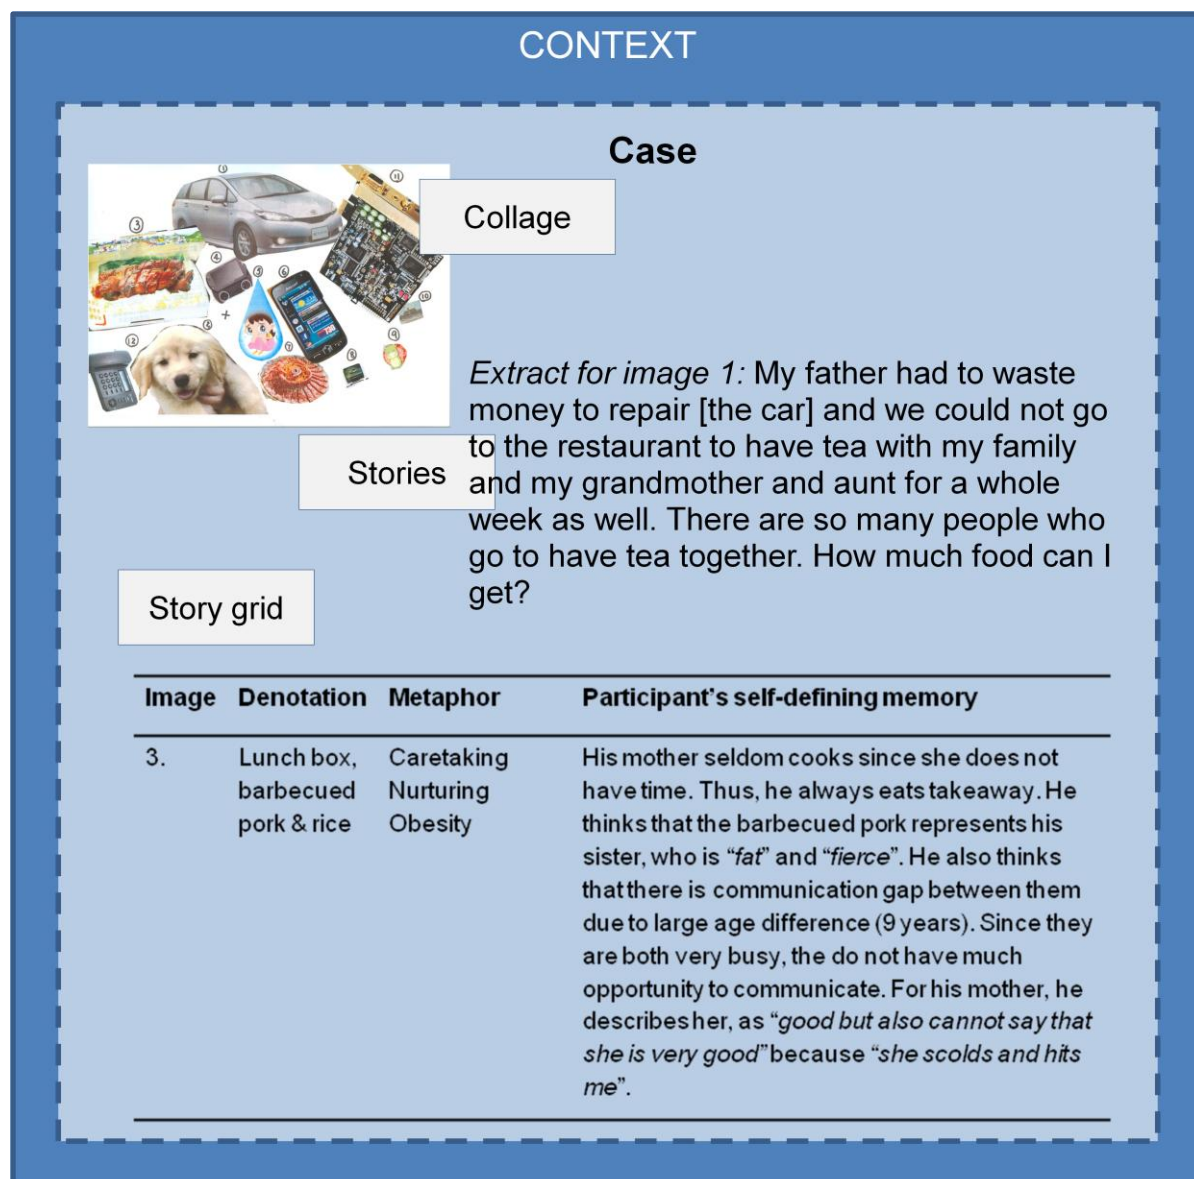 CONTEXT
Case
Collage
Extract for image 1: My father had to waste
money to repair [the car] and we could not go
to the restaurant to have tea with my family
and my grandmother and aunt for a whole
week as well. There are so many people who
go to have tea together. How much food can I
get?
Stories
Story grid
Image Denotation Metaphor Participant's self-defining memory
3. Lunch box, Caretaking His mother seldom cooks since she does not
barbecued Nurturing have time. Thus, he always eats takeaway. He
pork & rice Obesity thinks that the barbecued pork represents his
sister, who is “fat” and “fierce”. He also thinks
that there is communication gap between them
due to large age difference (9 years). Since they
are both very busy, the do not have much
opportunity to communicate. For his mother, he
describes her, as “good but also cannot say that
she is very good” because “she scolds and hits
me”.